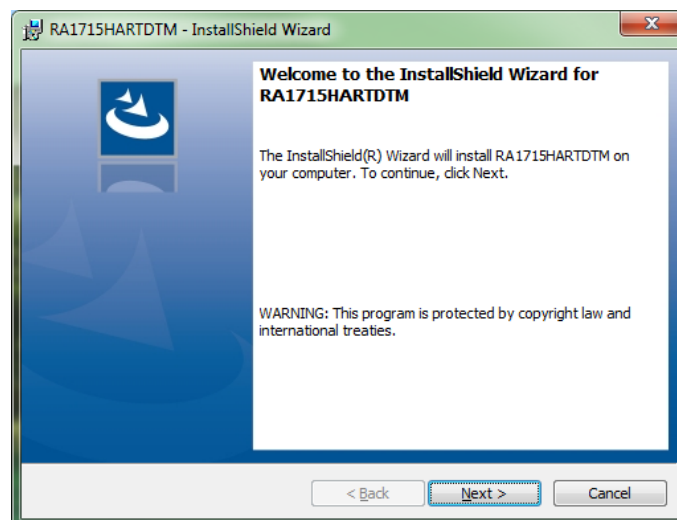 RA1715HARTDTM - InstallShield Wizard
X
Welcome to the InstallShield Wizard for
RA1715HARTDTM
The InstallShield(R) Wizard will install RA1715HARTDTM on
your computer. To continue, click Next.
WARNING: This program is protected by copyright law and
international treaties.
< Back Next > Cancel